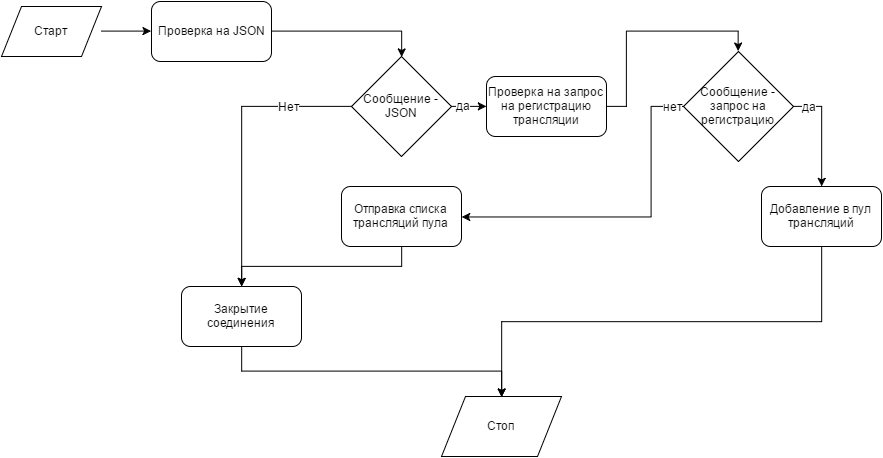 Старт
Проверка на JSON
Сообщение -
JSON
Нет
да
Проверка на запрос
на регистрацию
трансляции
Сообщение -
запрос на
регистрацию
нет
да
Отправка списка
трансляций пула
Добавление в пул
трансляций
Закрытие
соединения
Стоп